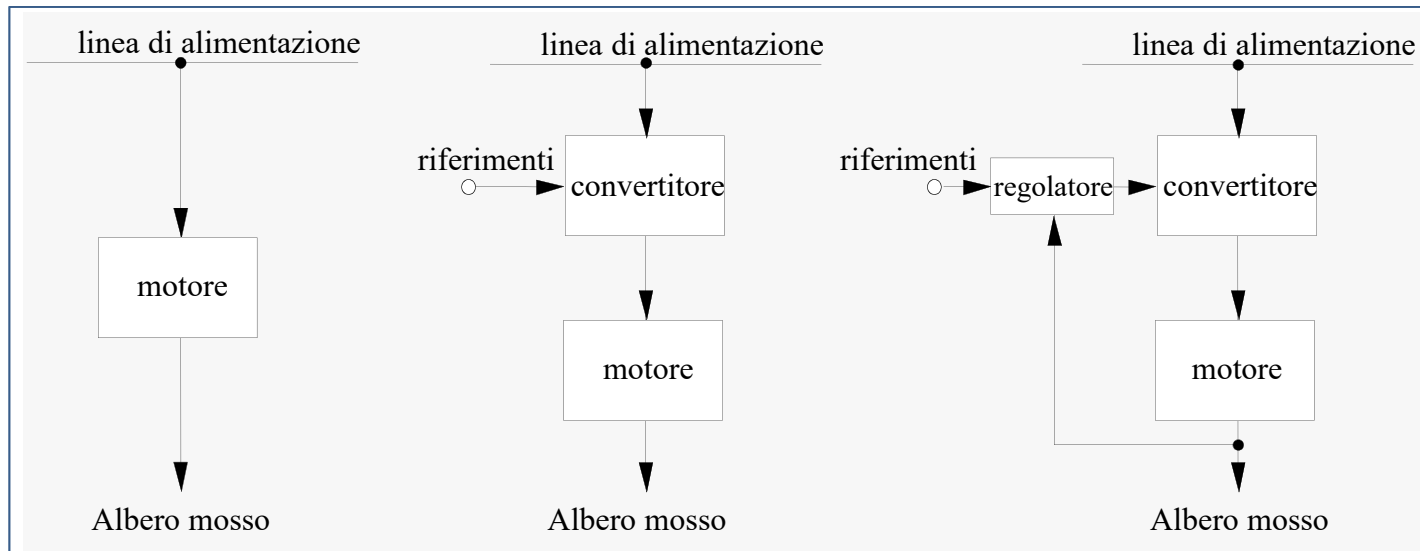 linea di alimentazione
motore
Albero mosso
linea di alimentazione
riferimenti
convertitore
motore
Albero mosso
linea di alimentazione
riferimenti
regolatore
convertitore
motore
Albero mosso